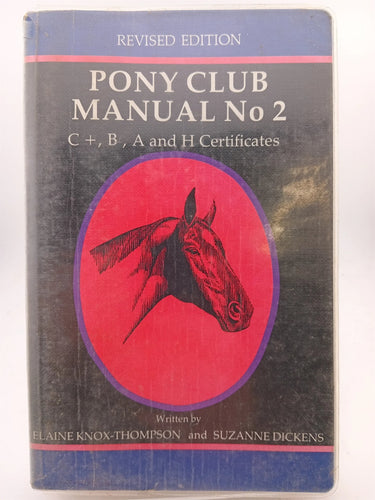 REVISED EDITION
PONY CLUB
MANUAL No 2
C +, B , A and H Certificates
Written by
ELAINE KNOX-THOMPSON and SUZANNE DICKENS